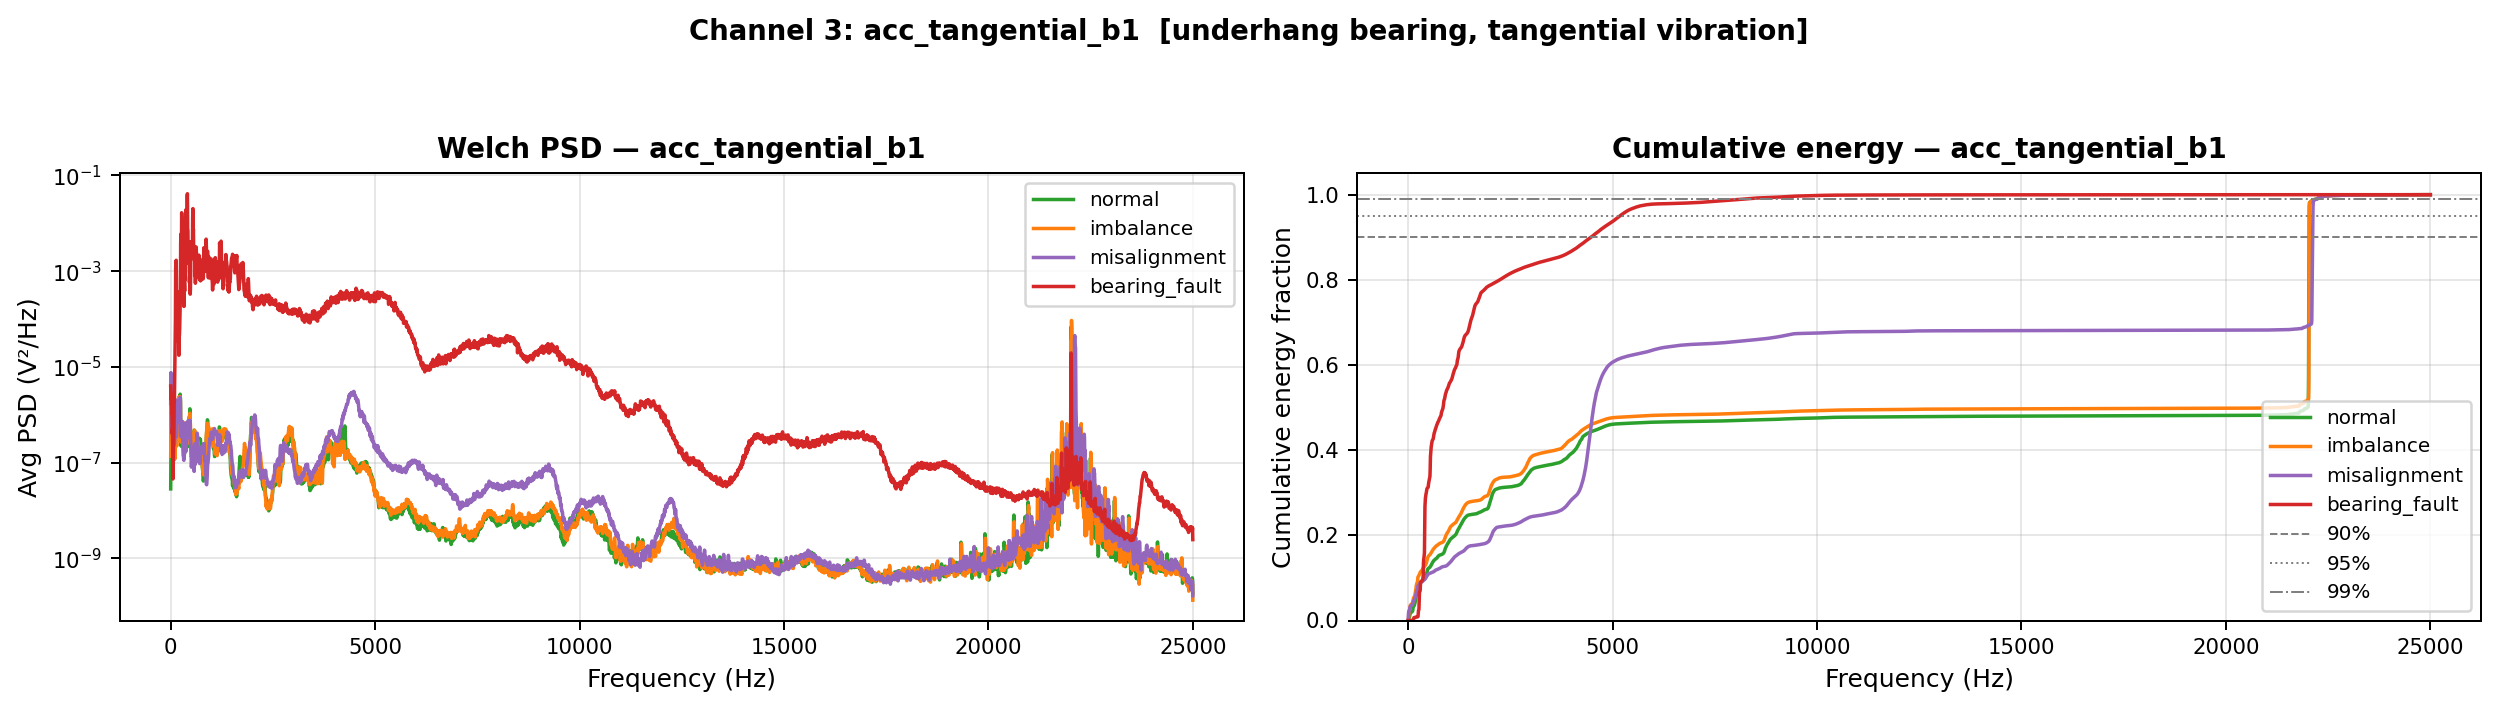 Channel 3: acc_tangential_b1 [underhang bearing, tangential vibration]
Welch PSD — acc_tangential_b1
Avg PSD (V²/Hz)
10⁻¹
10⁻³
10⁻⁵
10⁻⁷
10⁻⁹
normal
imbalance
misalignment
bearing_fault
0
5000
10000
15000
20000
25000
Frequency (Hz)
Cumulative energy — acc_tangential_b1
Cumulative energy fraction
1.0
0.8
0.6
0.4
0.2
0.0
normal
imbalance
misalignment
bearing_fault
90%
95%
99%
0
5000
10000
15000
20000
25000
Frequency (Hz)